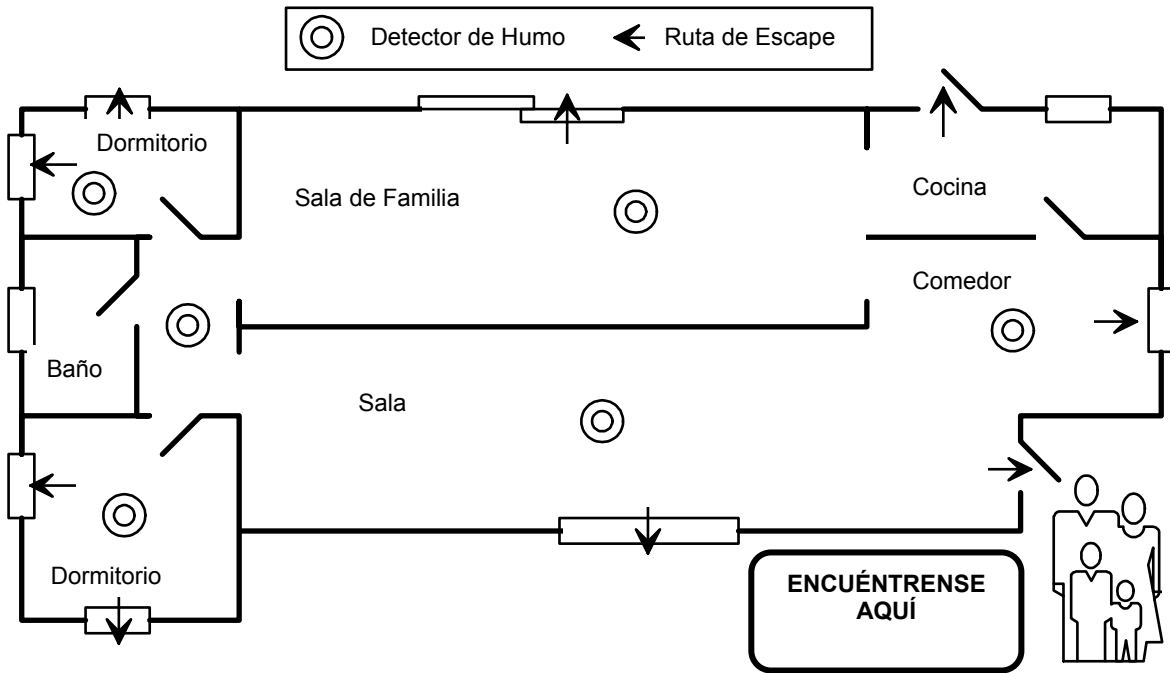 Detector de Humo
Ruta de Escape
Dormitorio
Sala de Familia
Cocina
Comedor
Baño
Sala
Dormitorio
ENCUÉNTRENSE
AQUÍ